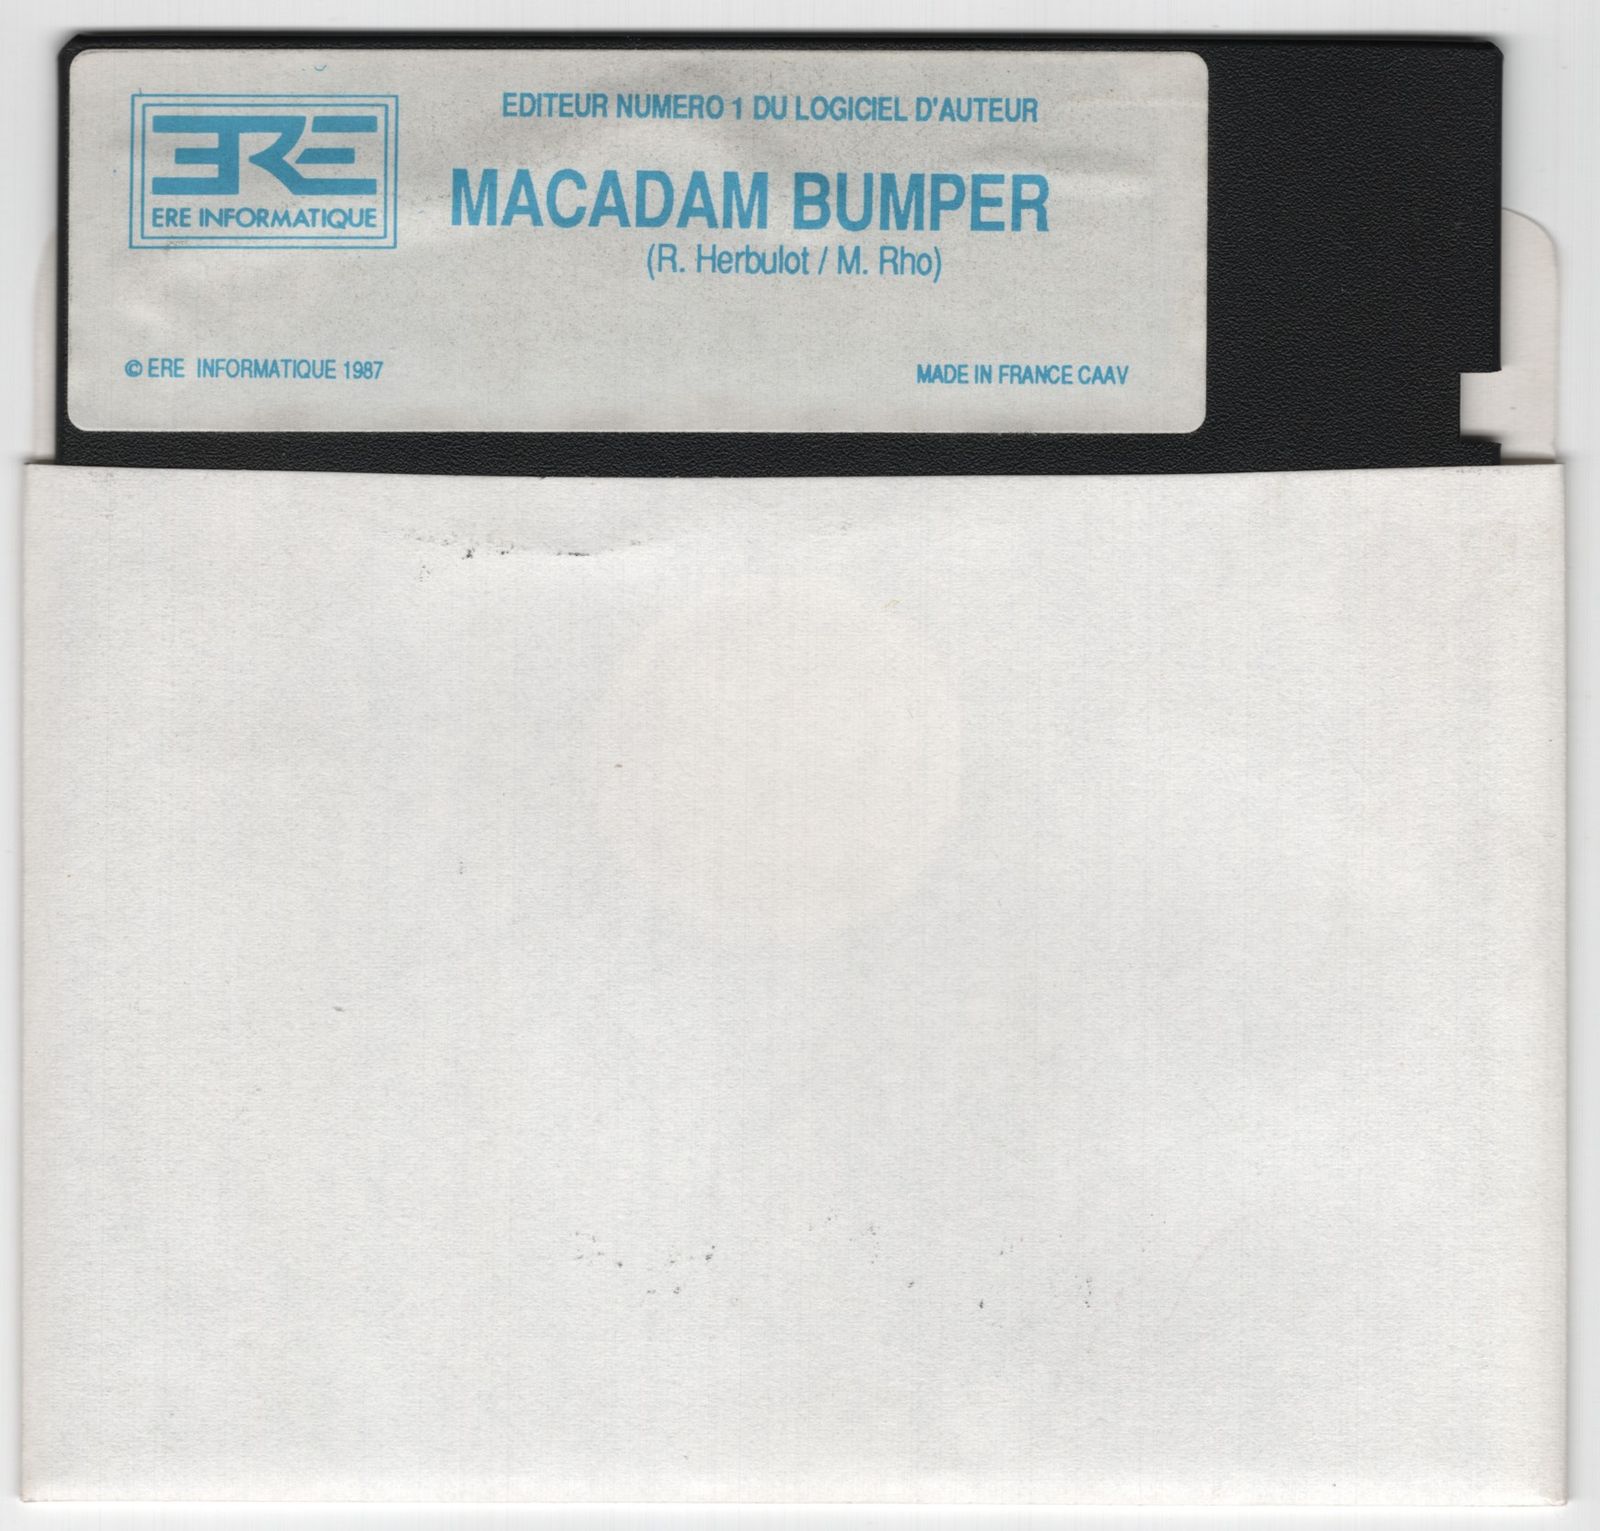 ERE
ERE INFORMATIQUE
EDITEUR NUMERO 1 DU LOGICIEL D'AUTEUR
MACADAM BUMPER
(R. Herbulot / M. Rho)
© ERE INFORMATIQUE 1987
MADE IN FRANCE CAAV